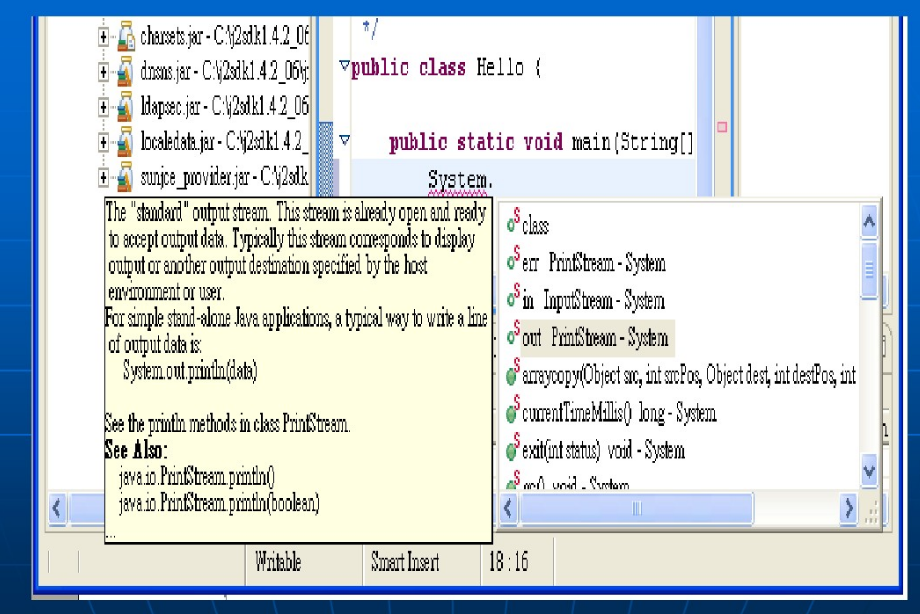 charsets.jar - C:\j2sdk1.4.2_06
dnsns.jar - C:\j2sdk1.4.2_06\j
ldapsec.jar - C:\j2sdk1.4.2_06
localedata.jar - C:\j2sdk1.4.2_
sunjce_provider.jar - C:\j2sdk
*/
public class Hello {
public static void main(String[]
System.
The "standard" output stream. This stream is already open and ready
to accept output data. Typically this stream corresponds to display
output or another output destination specified by the host
environment or user.
For simple stand-alone Java applications, a typical way to write a line
of output data is:
System.out.println(data)
See the println methods in class PrintStream.
See Also:
java.io.PrintStream.println()
java.io.PrintStream.println(boolean)
...
class
err PrintStream - System
in InputStream - System
out PrintStream - System
arraycopy(Object src, int srcPos, Object dest, int destPos, int
currentTimeMillis() long - System
exit(int status) void - System
gc() void - System
Writable
Smart Insert
18 : 16